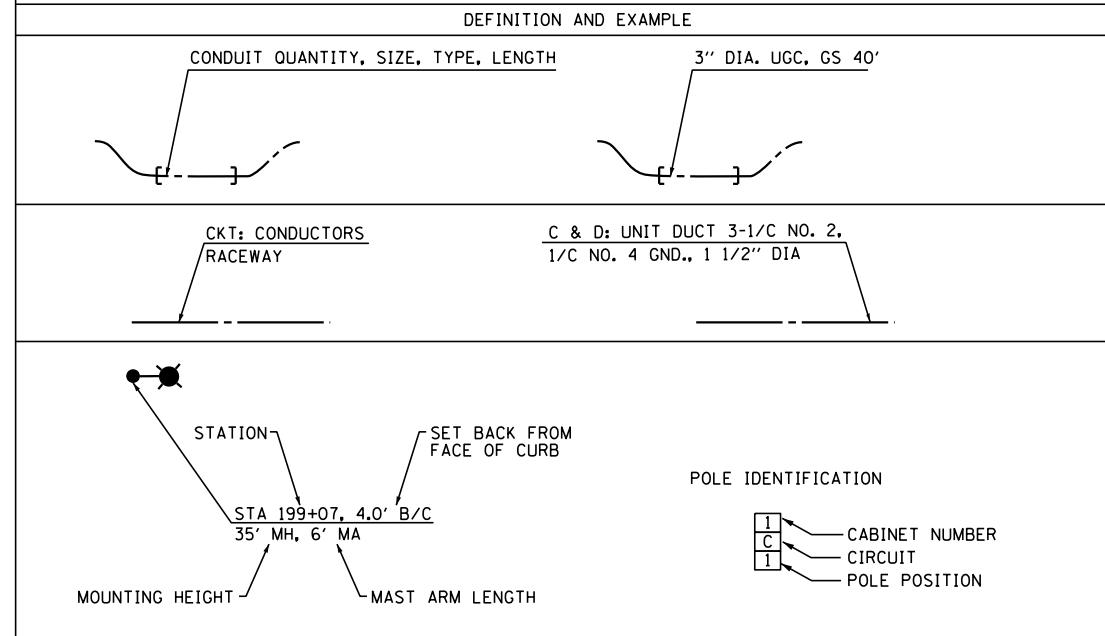 DEFINITION AND EXAMPLE
CONDUIT QUANTITY, SIZE, TYPE, LENGTH
3'' DIA. UGC, GS 40'
CKT: CONDUCTORS
RACEWAY
C & D: UNIT DUCT 3-1/C NO. 2,
1/C NO. 4 GND., 1 1/2'' DIA
STATION
SET BACK FROM
FACE OF CURB
STA 199+07, 4.0' B/C
35' MH, 6' MA
MOUNTING HEIGHT
MAST ARM LENGTH
POLE IDENTIFICATION
1
CABINET NUMBER
C
CIRCUIT
1
POLE POSITION